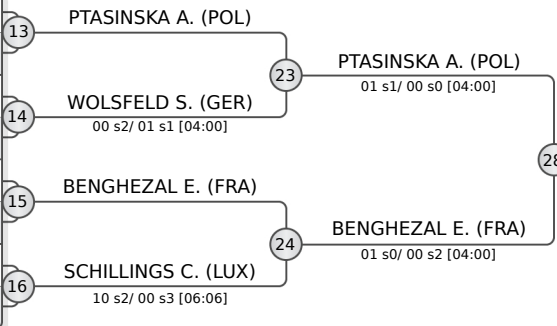 PTASINSKA A. (POL)
13
23
PTASINSKA A. (POL)
01 s1/ 00 s0 [04:00]
WOLSFELD S. (GER)
14
00 s2/ 01 s1 [04:00]
28
BENGHEZAL E. (FRA)
15
24
BENGHEZAL E. (FRA)
01 s0/ 00 s2 [04:00]
SCHILLINGS C. (LUX)
16
10 s2/ 00 s3 [06:06]